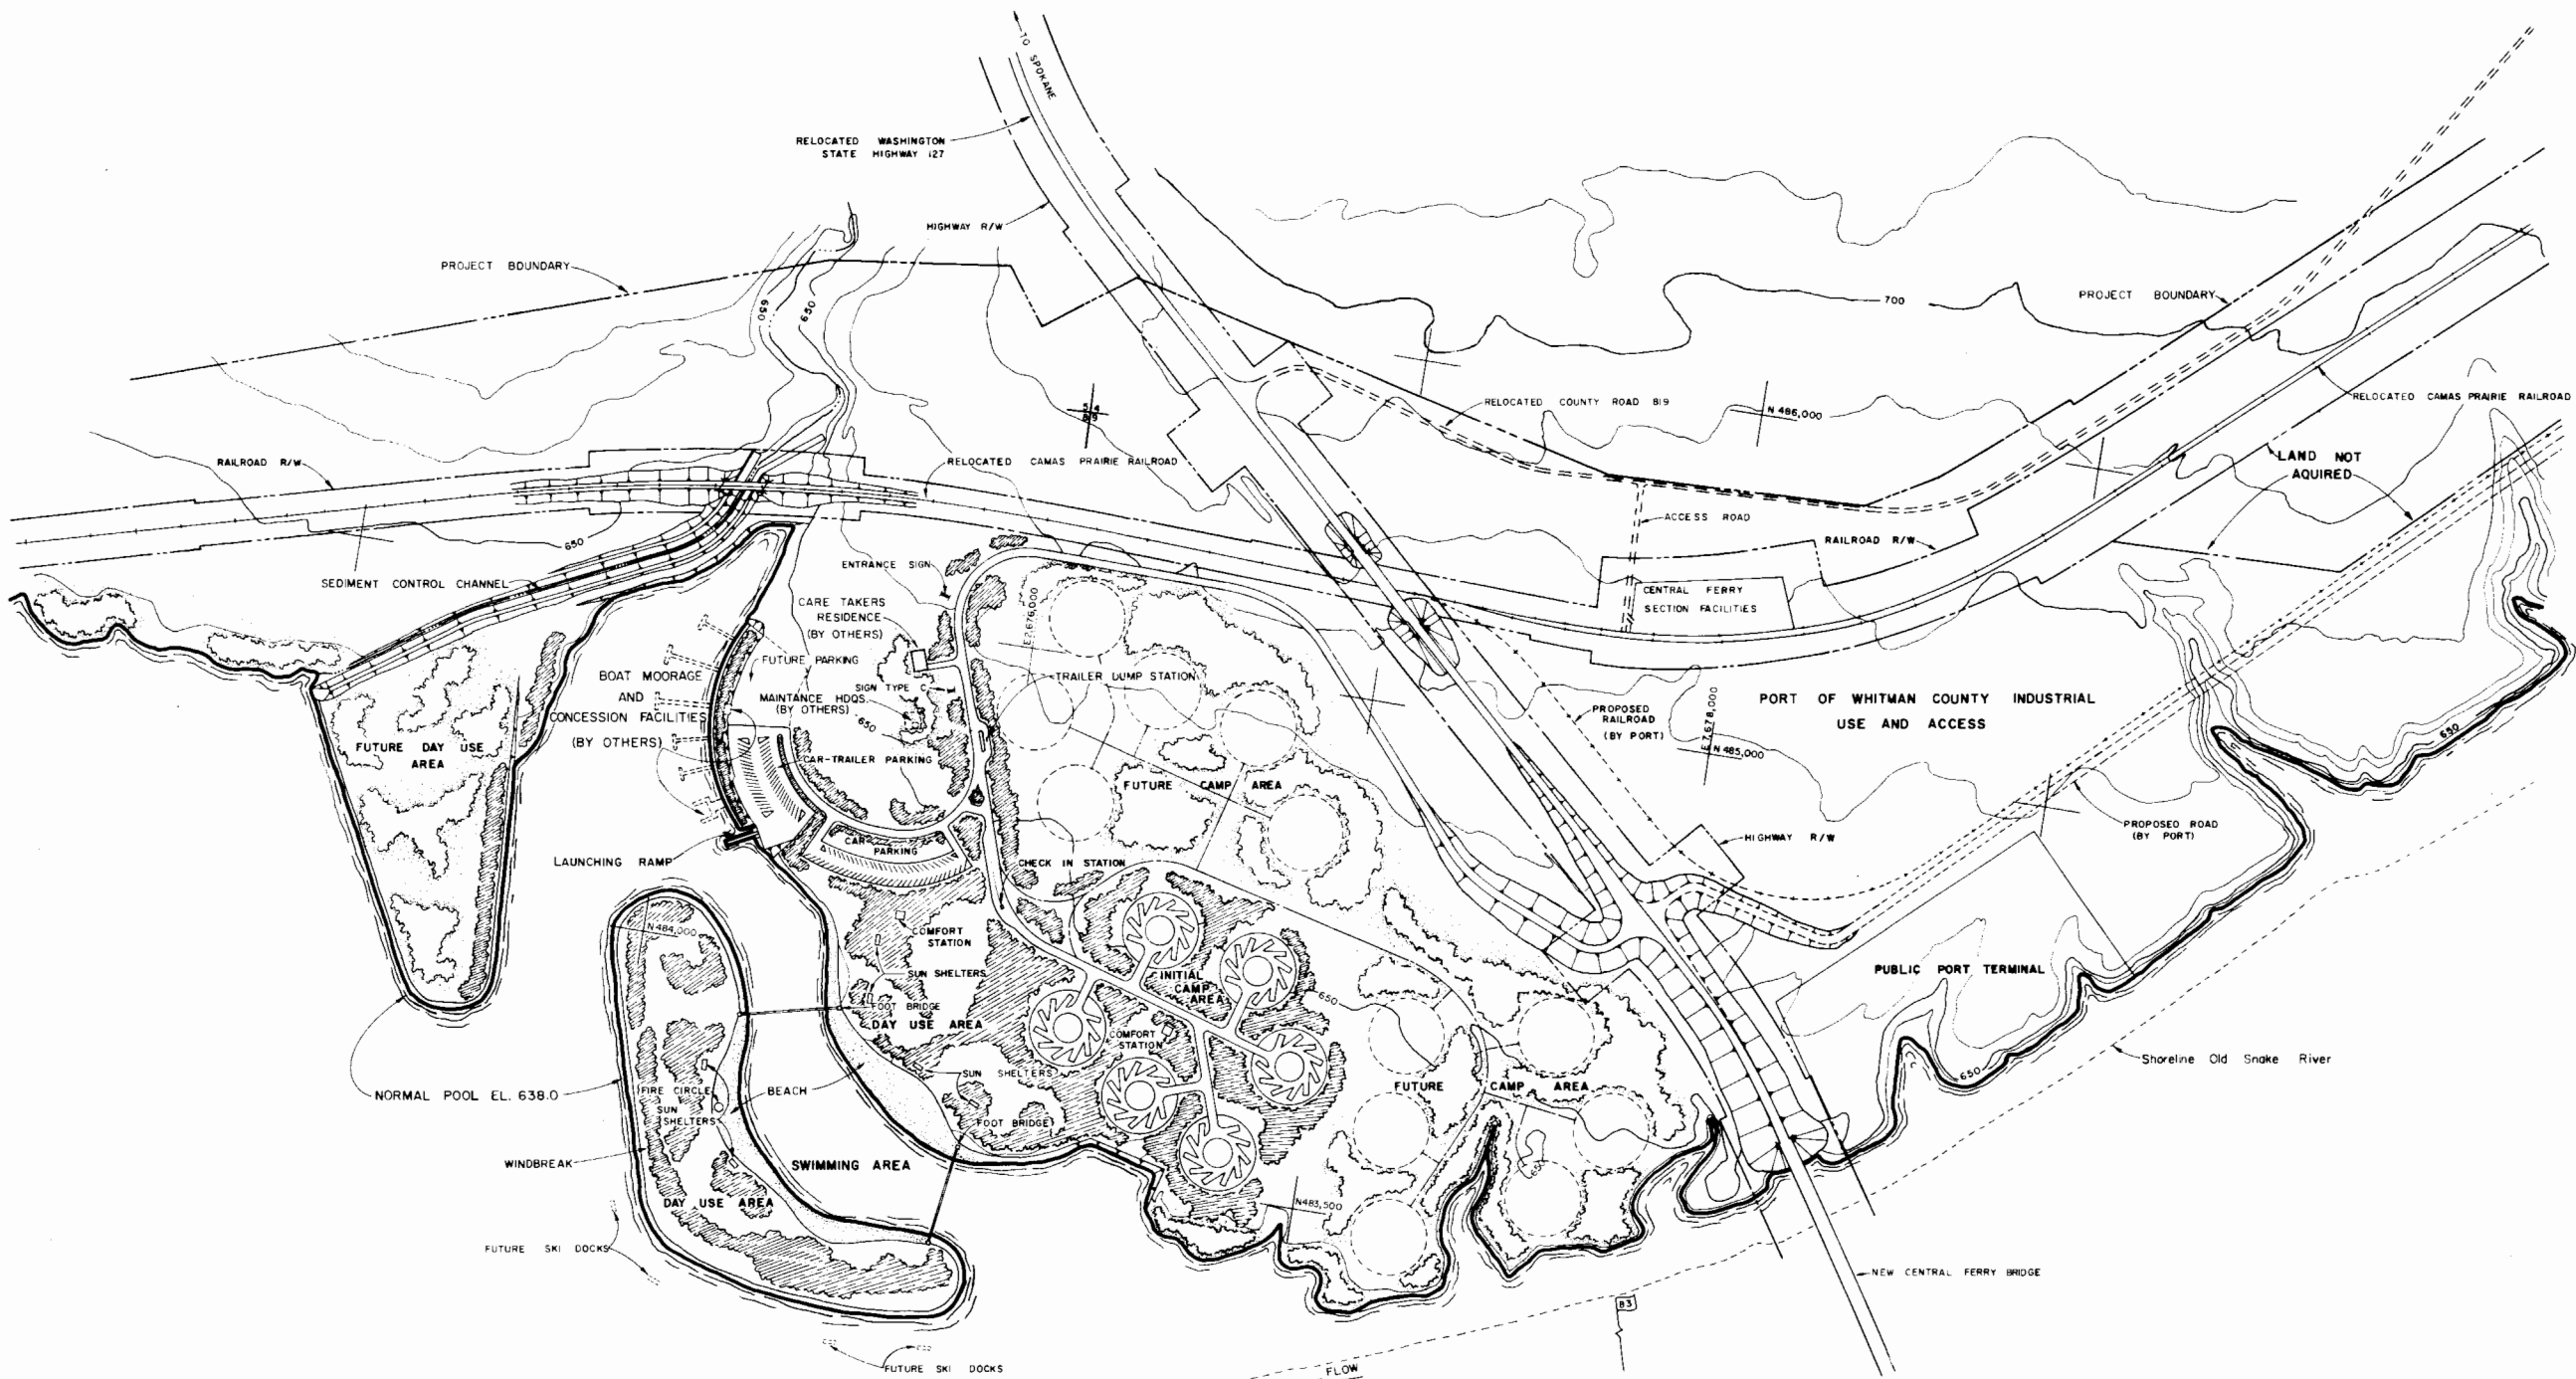 TO SPOKANE
RELOCATED WASHINGTON
STATE HIGHWAY 127
HIGHWAY R/W
PROJECT BOUNDARY
650
650
700
PROJECT BOUNDARY
RELOCATED COUNTY ROAD 819
N 486,000
RELOCATED CAMAS PRAIRIE RAILROAD
RAILROAD R/W
RELOCATED CAMAS PRAIRIE RAILROAD
LAND NOT
AQUIRED
ACCESS ROAD
RAILROAD R/W
650
SEDIMENT CONTROL CHANNEL
ENTRANCE SIGN
CENTRAL FERRY
SECTION FACILITIES
CARE TAKERS
RESIDENCE
(BY OTHERS)
FUTURE PARKING
BOAT MOORAGE
AND
CONCESSION FACILITIES
(BY OTHERS)
SIGN TYPE C
MAINTANCE HDQS.
(BY OTHERS)
650
TRAILER DUMP STATION
PROPOSED
RAILROAD
(BY PORT)
PORT OF WHITMAN COUNTY INDUSTRIAL
USE AND ACCESS
N 485,000
650
FUTURE DAY USE
AREA
CAR-TRAILER PARKING
FUTURE CAMP AREA
PROPOSED ROAD
(BY PORT)
HIGHWAY R/W
CAR
PARKING
LAUNCHING RAMP
CHECK IN STATION
N 484,000
COMFORT
STATION
SUN SHELTERS
FOOT BRIDGE
DAY USE AREA
INITIAL
CAMP
AREA
650
PUBLIC PORT TERMINAL
COMFORT
STATION
SUN SHELTERS
650
Shoreline Old Snake River
NORMAL POOL EL. 638.0
FIRE CIRCLE
SUN
SHELTERS
BEACH
FUTURE CAMP AREA
FOOT BRIDGE
WINDBREAK
SWIMMING AREA
DAY USE AREA
N483,500
FUTURE SKI DOCKS
NEW CENTRAL FERRY BRIDGE
83
FUTURE SKI DOCKS
FLOW